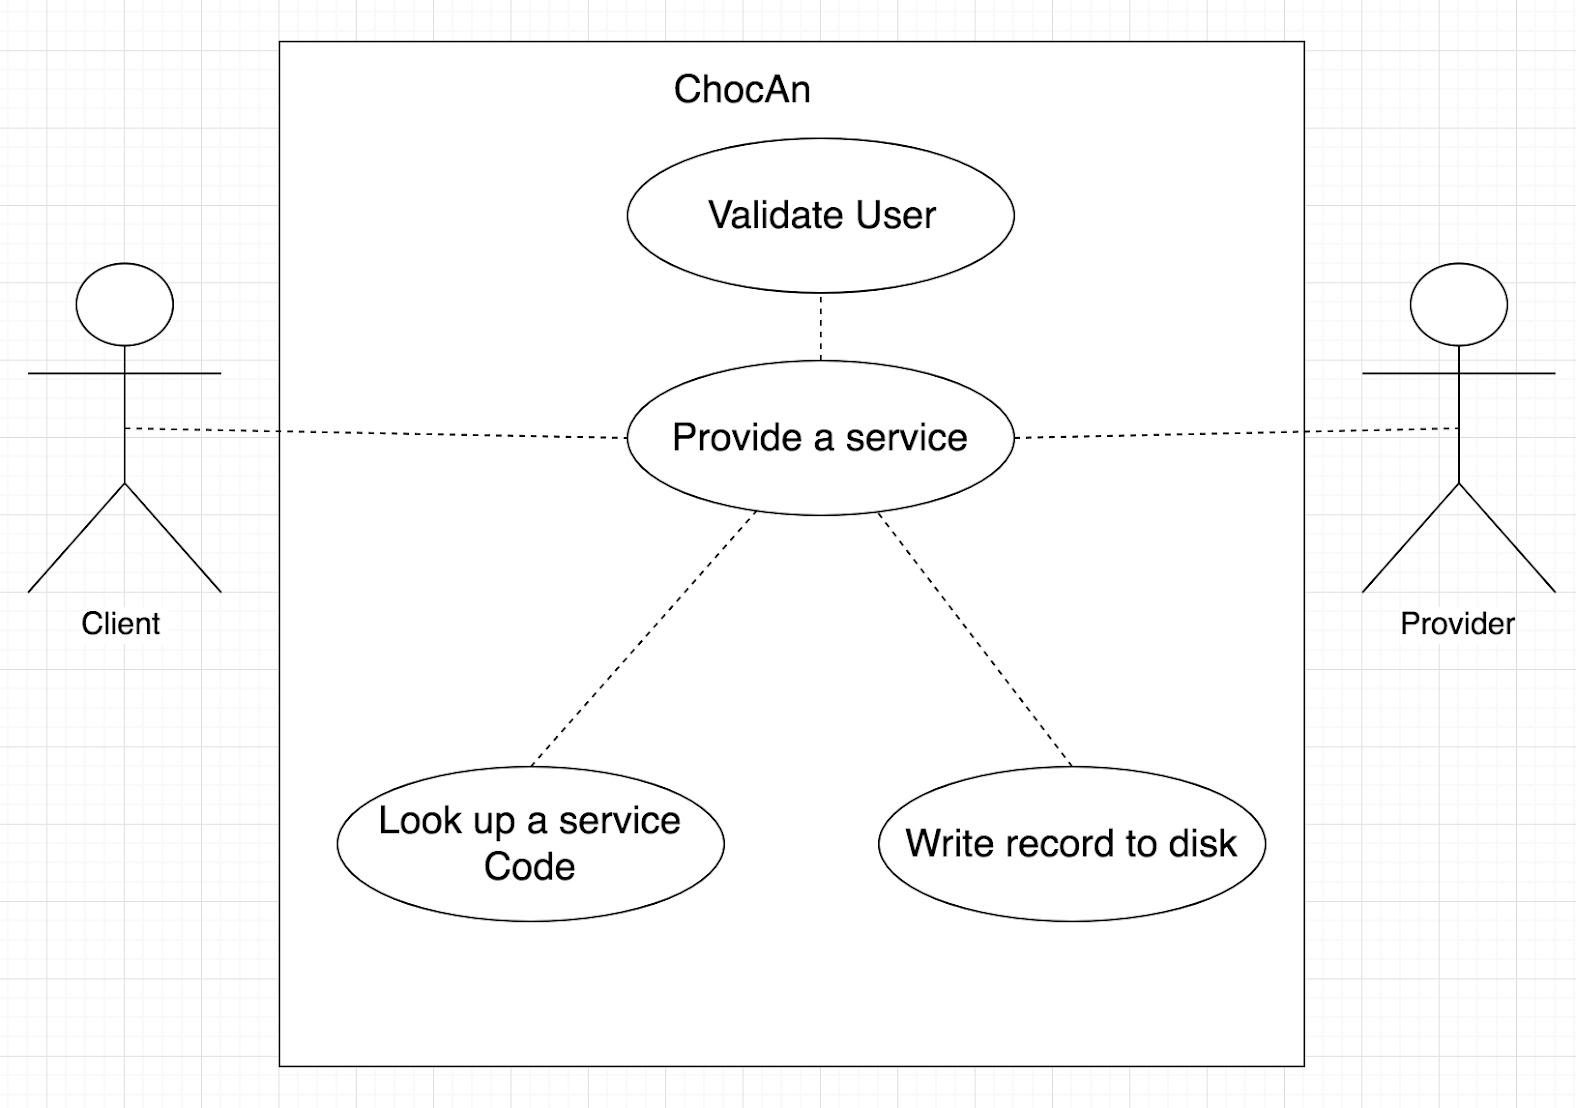 ChocAn
Validate User
Provide a service
Client
Provider
Look up a service
Code
Write record to disk